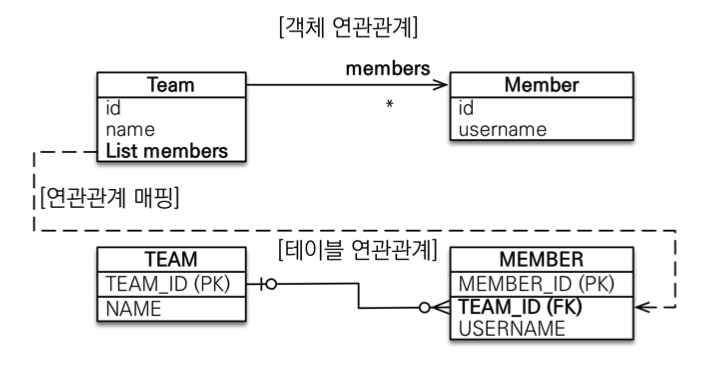 [객체 연관관계]
members
Team
Member
*
id
name
List members
id
username
[연관관계 매핑]
[테이블 연관관계]
TEAM
TEAM_ID (PK)
NAME
MEMBER
MEMBER_ID (PK)
TEAM_ID (FK)
USERNAME